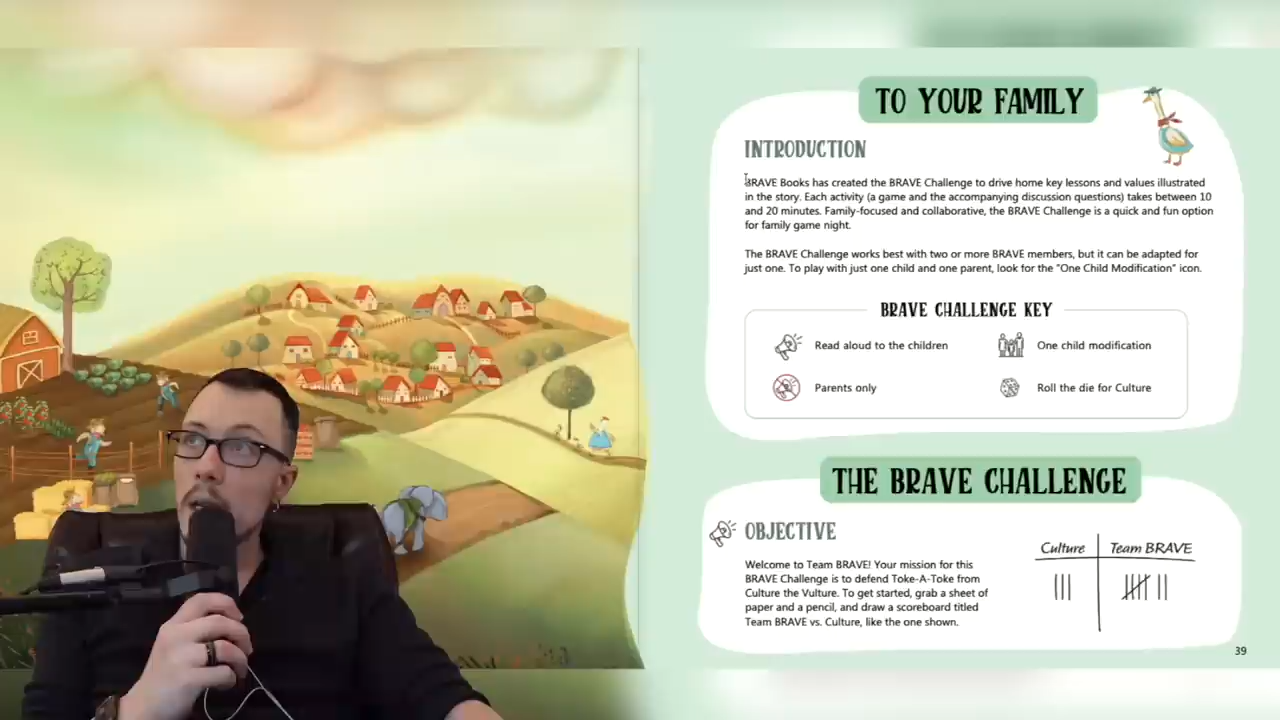 TO YOUR FAMILY
INTRODUCTION
BRAVE Books has created the BRAVE Challenge to drive home key lessons and values illustrated
in the story. Each activity (a game and the accompanying discussion questions) takes between 10
and 20 minutes. Family-focused and collaborative, the BRAVE Challenge is a quick and fun option
for family game night.
The BRAVE Challenge works best with two or more BRAVE members, but it can be adapted for
just one. To play with just one child and one parent, look for the "One Child Modification" icon.
BRAVE CHALLENGE KEY
Read aloud to the children
One child modification
Parents only
Roll the die for Culture
THE BRAVE CHALLENGE
OBJECTIVE
Welcome to Team BRAVE! Your mission for this
BRAVE Challenge is to defend Toke-A-Toke from
Culture the Vulture. To get started, grab a sheet of
paper and a pencil, and draw a scoreboard titled
Team BRAVE vs. Culture, like the one shown.
Culture Team BRAVE
39